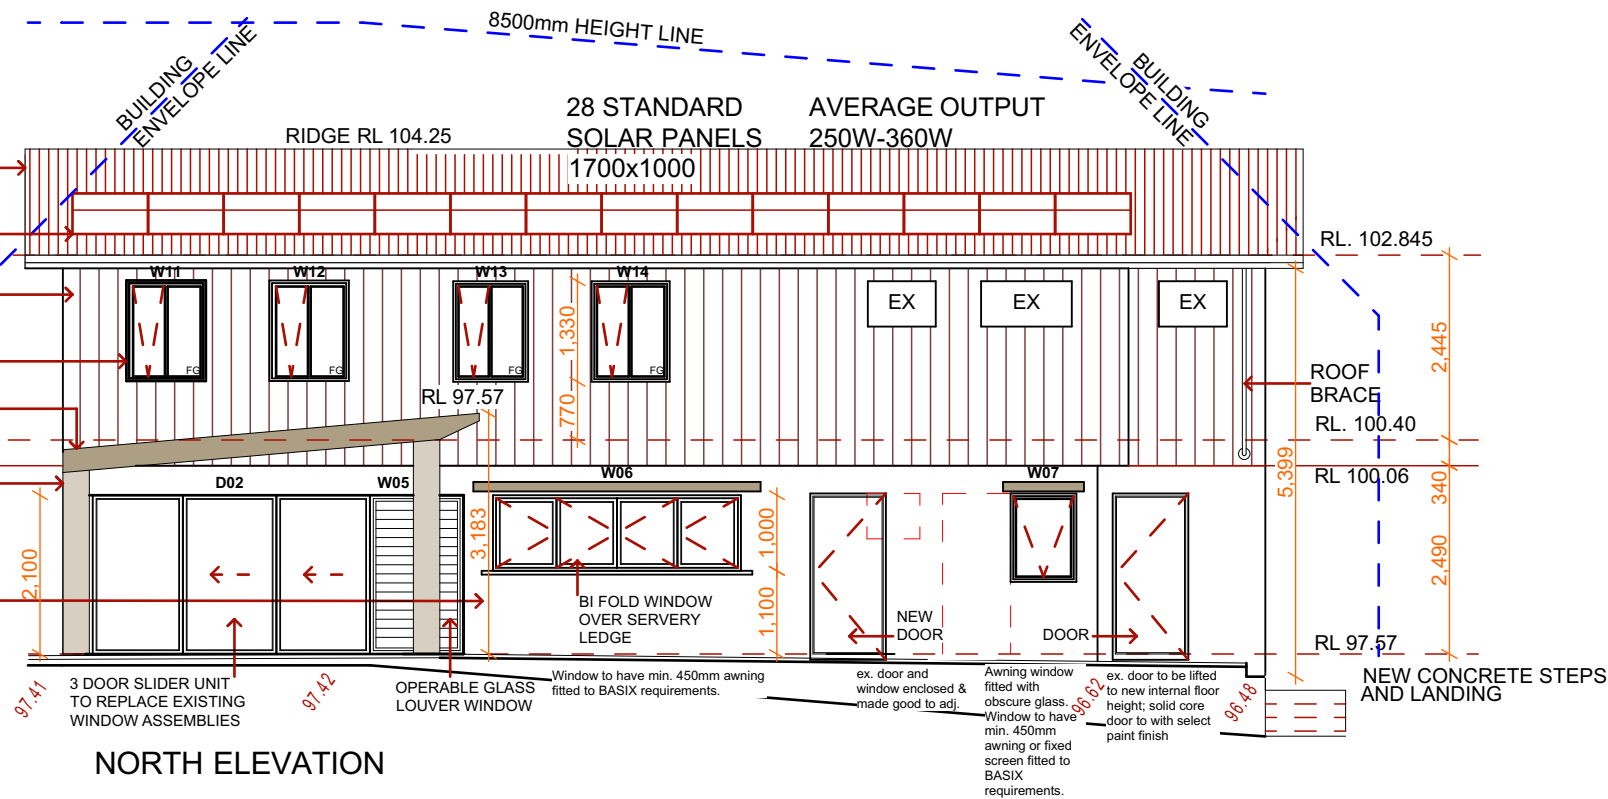 8500mm HEIGHT LINE
BUILDING
ENVELOPE LINE
BUILDING
ENVELOPE LINE
28 STANDARD
SOLAR PANELS
1700x1000
AVERAGE OUTPUT
250W-360W
RIDGE RL 104.25
RL. 102.845
W11
W12
W13
W14
EX
EX
EX
FG
FG
FG
FG
1,330
770
2,445
ROOF
BRACE
RL 97.57
RL. 100.40
5,399
RL 100.06
340
D02
W05
W06
W07
2,100
3,183
1,000
1,100
2,490
BI FOLD WINDOW
OVER SERVERY
LEDGE
NEW
DOOR
DOOR
RL 97.57
NEW CONCRETE STEPS
AND LANDING
97.41
3 DOOR SLIDER UNIT
TO REPLACE EXISTING
WINDOW ASSEMBLIES
97.42
OPERABLE GLASS
LOUVER WINDOW
Window to have min. 450mm awning
fitted to BASIX requirements.
ex. door and
window enclosed &
made good to adj.
Awning window
fitted with
obscure glass.
Window to have
min. 450mm
awning or fixed
screen fitted to
BASIX
requirements.
96.62
ex. door to be lifted
to new internal floor
height; solid core
door to with select
paint finish
96.48
NORTH ELEVATION